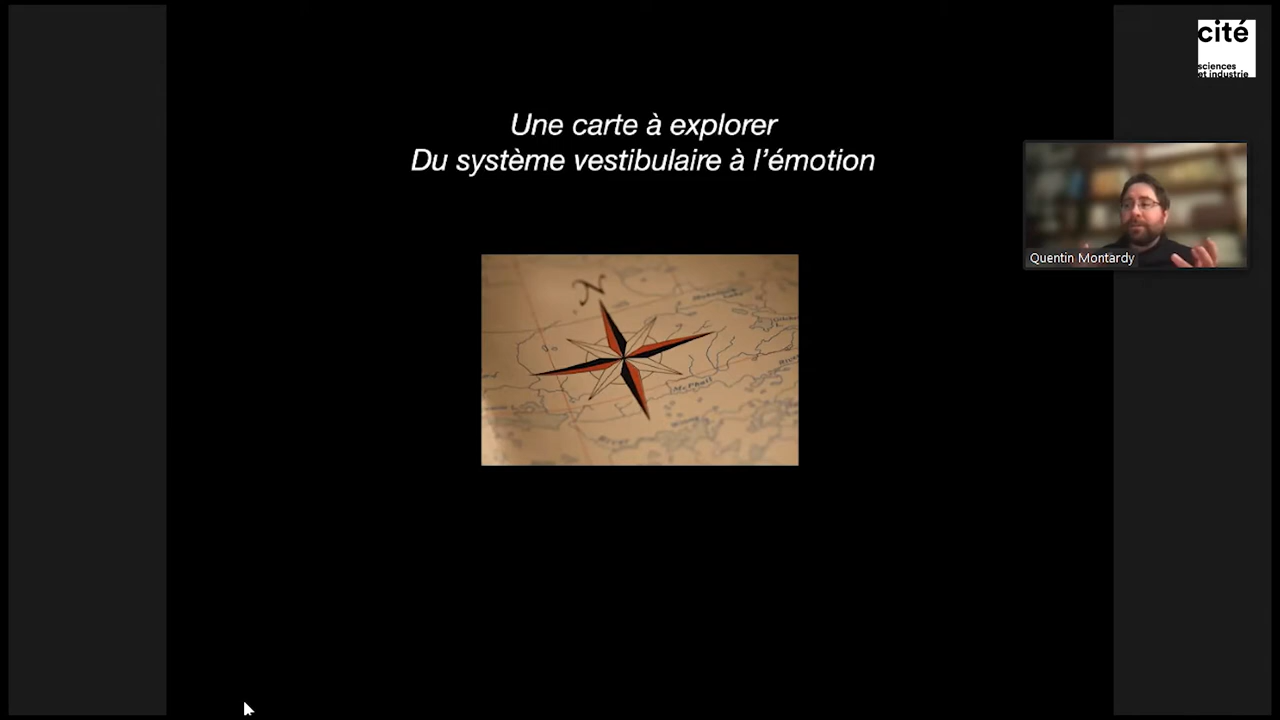 cité
sciences
et industrie
Une carte à explorer
Du système vestibulaire à l'émotion
Quentin Montardy
N